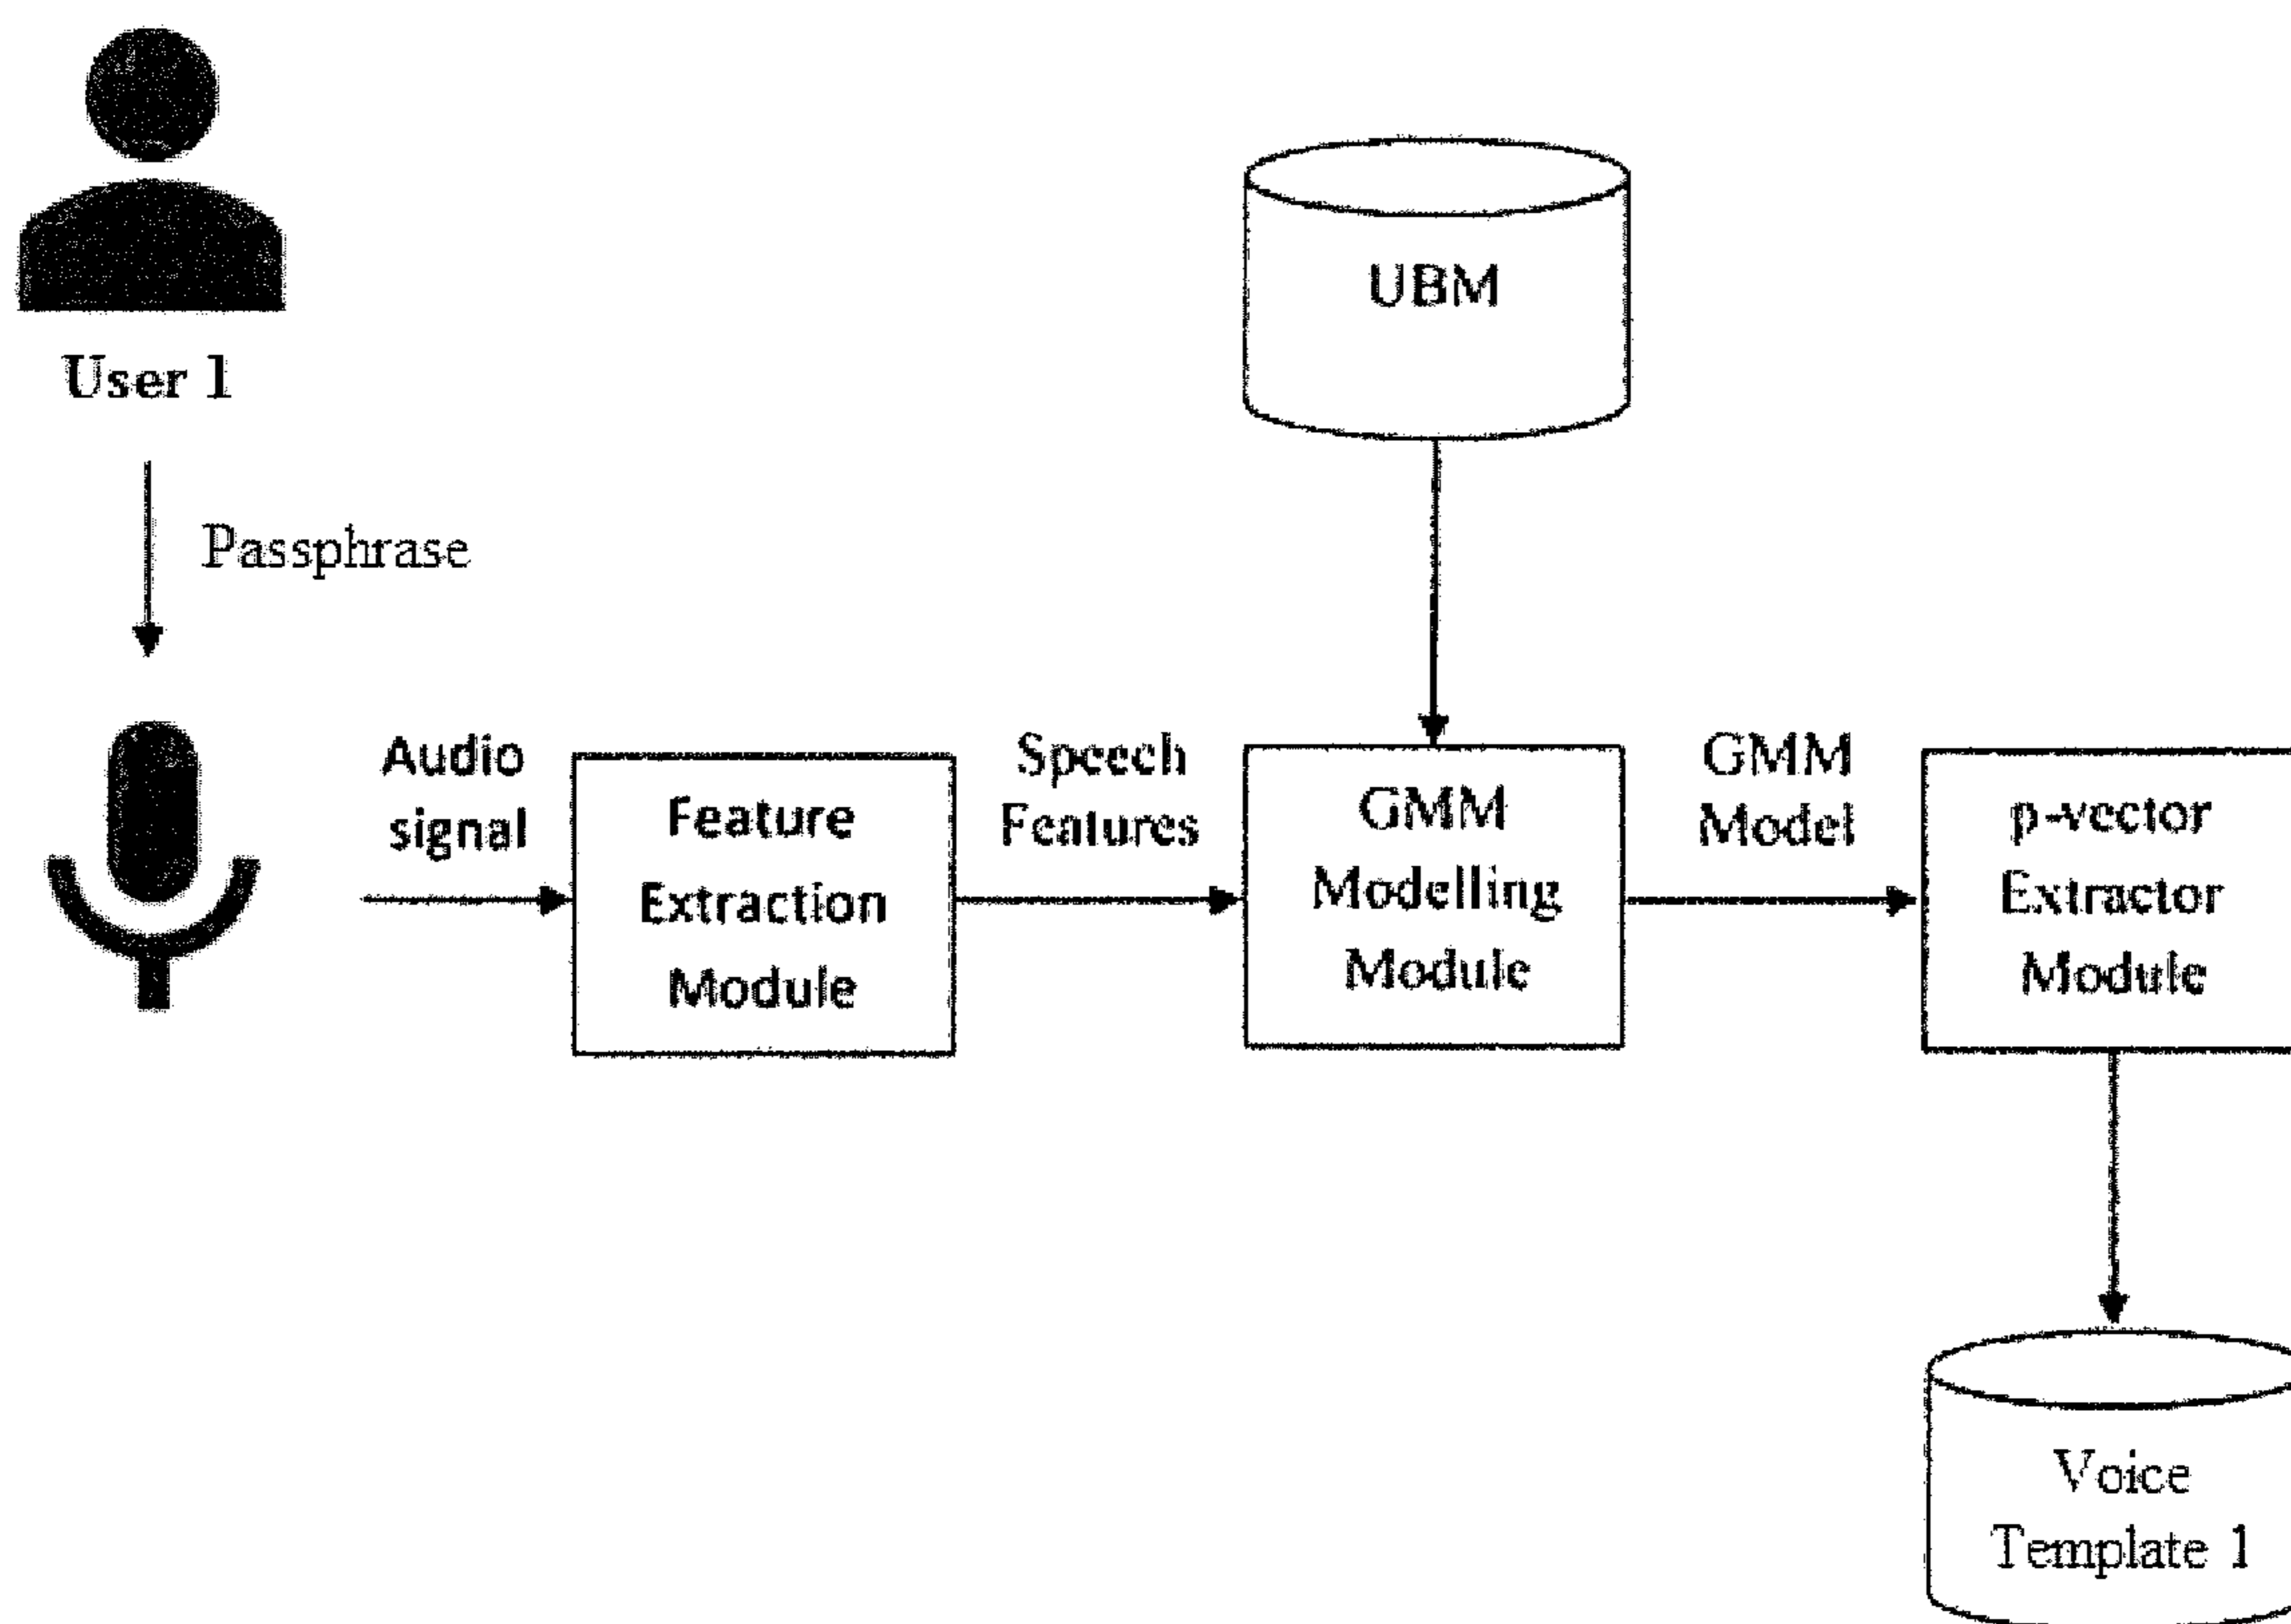 UBM
User 1
Passphrase
Audio
signal
Feature
Extraction
Module
Speech
Features
GMM
Modelling
Module
GMM
Model
p-vector
Extractor
Module
Voice
Template 1